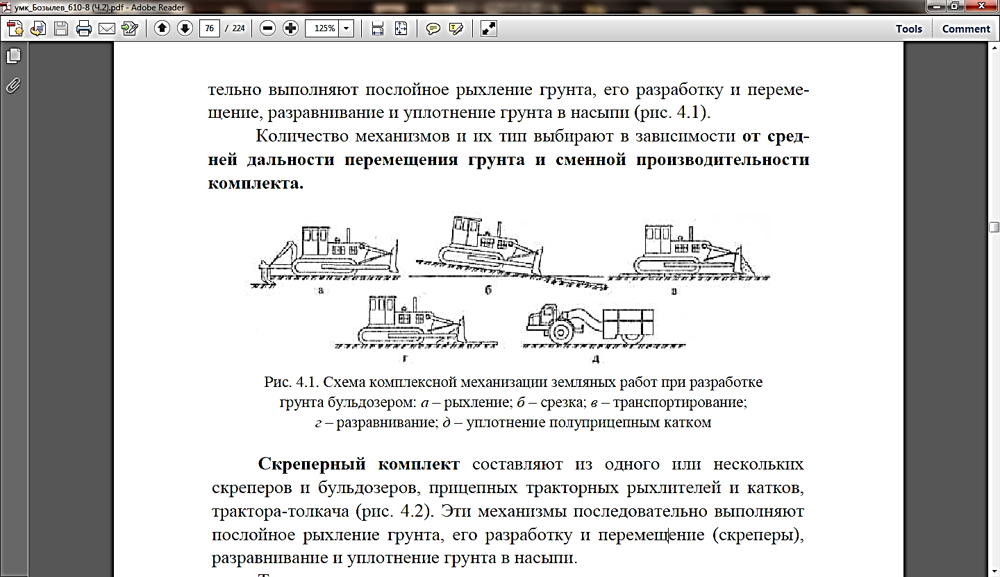 умк_Бозылев_610-8 (Ч.2).pdf - Adobe Reader
76 / 224 125% Tools Comment
тельно выполняют послойное рыхление грунта, его разработку и переме-
щение, разравнивание и уплотнение грунта в насыпи (рис. 4.1).
Количество механизмов и их тип выбирают в зависимости от сред-
ней дальности перемещения грунта и сменной производительности
комплекта.
а б в
г д
Рис. 4.1. Схема комплексной механизации земляных работ при разработке
грунта бульдозером: а – рыхление; б – срезка; в – транспортирование;
г – разравнивание; д – уплотнение полуприцепным катком
Скреперный комплект составляют из одного или нескольких
скреперов и бульдозеров, прицепных тракторных рыхлителей и катков,
трактора-толкача (рис. 4.2). Эти механизмы последовательно выполняют
послойное рыхление грунта, его разработку и перемещение (скреперы),
разравнивание и уплотнение грунта в насыпи.